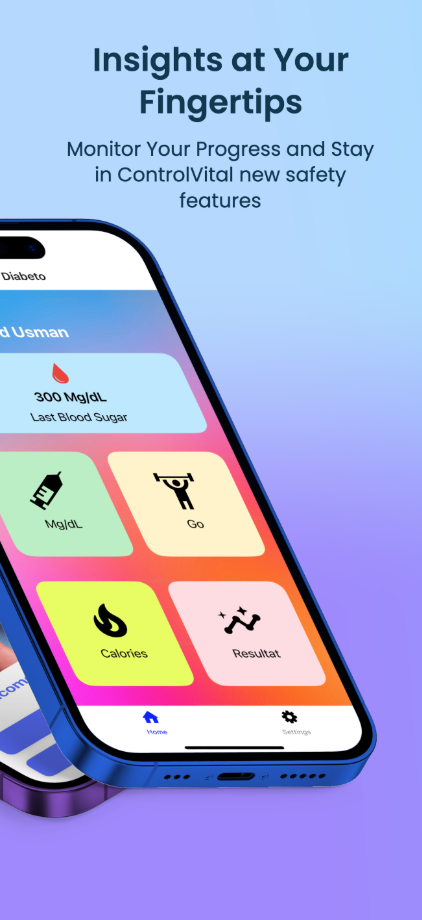 Insights at Your
Fingertips
Monitor Your Progress and Stay
in ControlVital new safety
features
Diabeto
d Usman
300 Mg/dL
Last Blood Sugar
Mg/dL
Go
Calories
Resultat
.com
Home
Settings